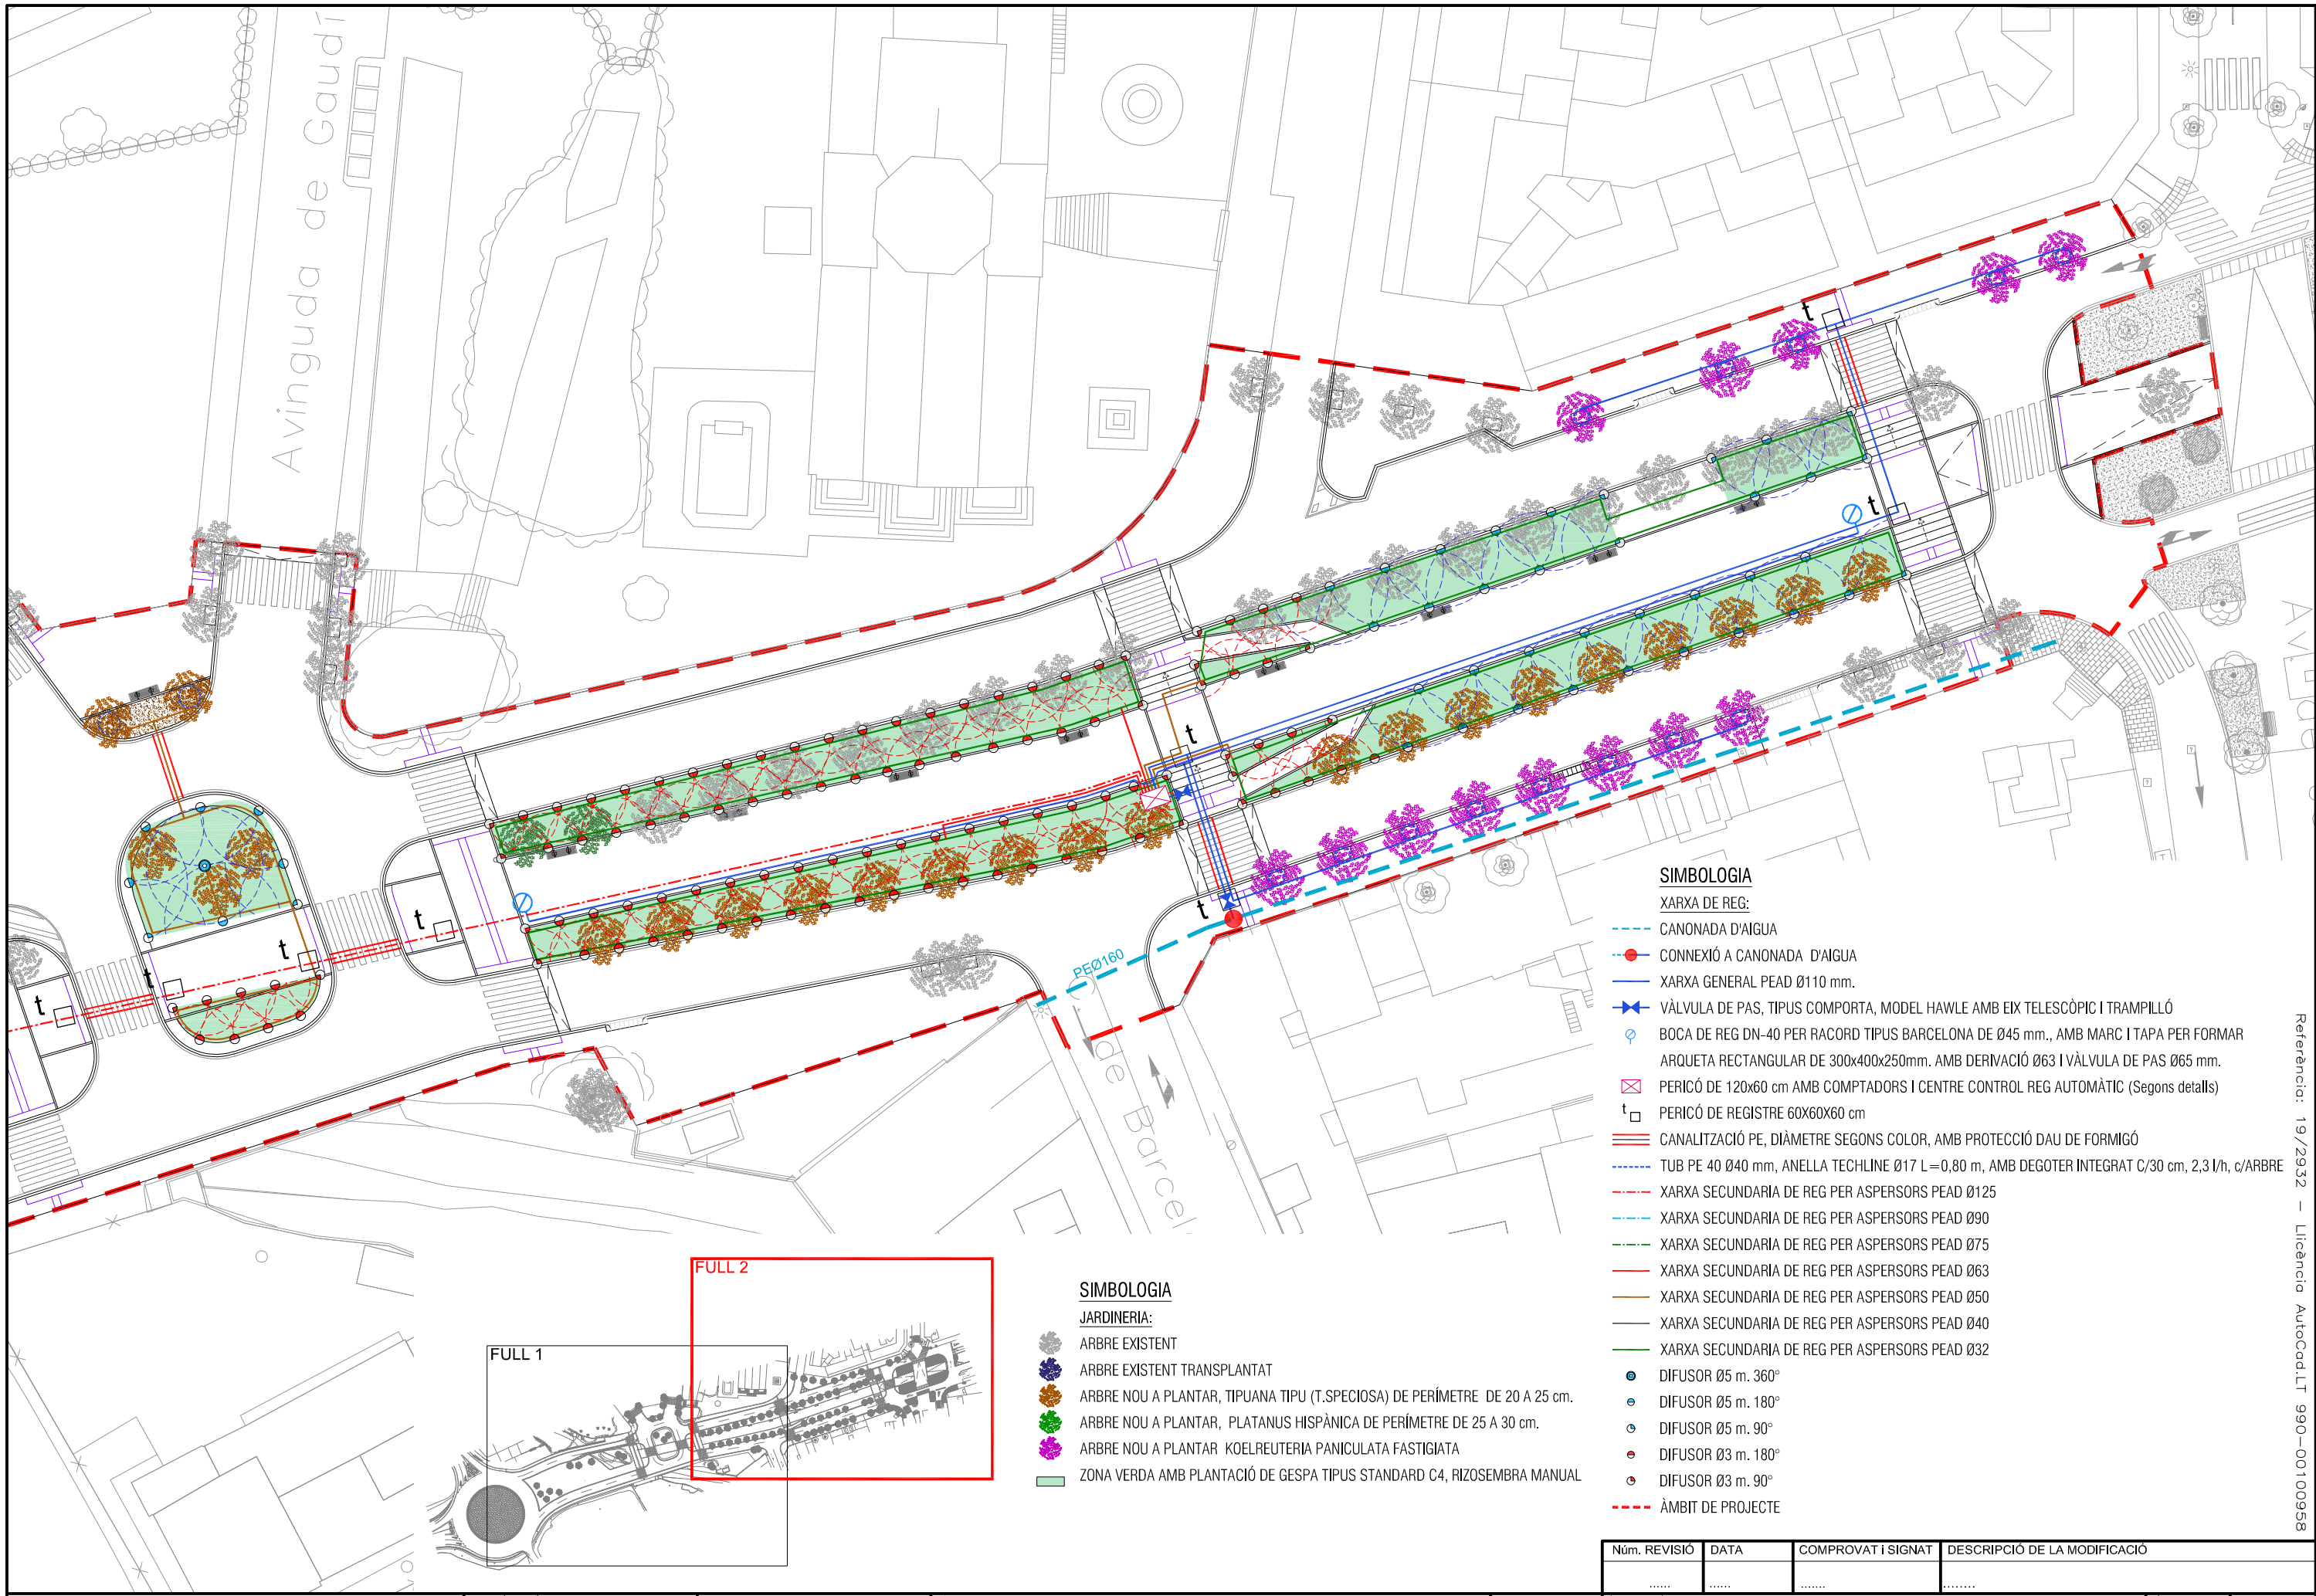 Avinguda de Gaudí
t
t
t
t
t
t
t
t
PEØ160
C/ de Barcel
SIMBOLOGIA
XARXA DE REG:
CANONADA D'AIGUA
CONNEXIÓ A CANONADA D'AIGUA
XARXA GENERAL PEAD Ø110 mm.
VÀLVULA DE PAS, TIPUS COMPORTA, MODEL HAWLE AMB EIX TELESCÒPIC I TRAMPILLÓ
BOCA DE REG DN-40 PER RACORD TIPUS BARCELONA DE Ø45 mm., AMB MARC I TAPA PER FORMAR
ARQUETA RECTANGULAR DE 300x400x250mm. AMB DERIVACIÓ Ø63 I VÀLVULA DE PAS Ø65 mm.
PERICÓ DE 120x60 cm AMB COMPTADORS I CENTRE CONTROL REG AUTOMÀTIC (Segons detalls)
t PERICÓ DE REGISTRE 60X60X60 cm
CANALITZACIÓ PE, DIÀMETRE SEGONS COLOR, AMB PROTECCIÓ DAU DE FORMIGÓ
TUB PE 40 Ø40 mm, ANELLA TECHLINE Ø17 L=0,80 m, AMB DEGOTER INTEGRAT C/30 cm, 2,3 l/h, c/ARBRE
XARXA SECUNDARIA DE REG PER ASPERSORS PEAD Ø125
XARXA SECUNDARIA DE REG PER ASPERSORS PEAD Ø90
XARXA SECUNDARIA DE REG PER ASPERSORS PEAD Ø75
XARXA SECUNDARIA DE REG PER ASPERSORS PEAD Ø63
XARXA SECUNDARIA DE REG PER ASPERSORS PEAD Ø50
XARXA SECUNDARIA DE REG PER ASPERSORS PEAD Ø40
XARXA SECUNDARIA DE REG PER ASPERSORS PEAD Ø32
DIFUSOR Ø5 m. 360°
DIFUSOR Ø5 m. 180°
DIFUSOR Ø5 m. 90°
DIFUSOR Ø3 m. 180°
DIFUSOR Ø3 m. 90°
ÀMBIT DE PROJECTE
FULL 1
FULL 2
SIMBOLOGIA
JARDINERIA:
ARBRE EXISTENT
ARBRE EXISTENT TRANSPLANTAT
ARBRE NOU A PLANTAR, TIPUANA TIPU (T.SPECIOSA) DE PERÍMETRE DE 20 A 25 cm.
ARBRE NOU A PLANTAR, PLATANUS HISPÀNICA DE PERÍMETRE DE 25 A 30 cm.
ARBRE NOU A PLANTAR KOELREUTERIA PANICULATA FASTIGIATA
ZONA VERDA AMB PLANTACIÓ DE GESPA TIPUS STANDARD C4, RIZOSEMBRA MANUAL
Referència: 19/2932 - Llicència AutoCad.LT 990-00100958
Núm. REVISIÓ DATA COMPROVAT i SIGNAT DESCRIPCIÓ DE LA MODIFICACIÓ
...... ...... ....... ........